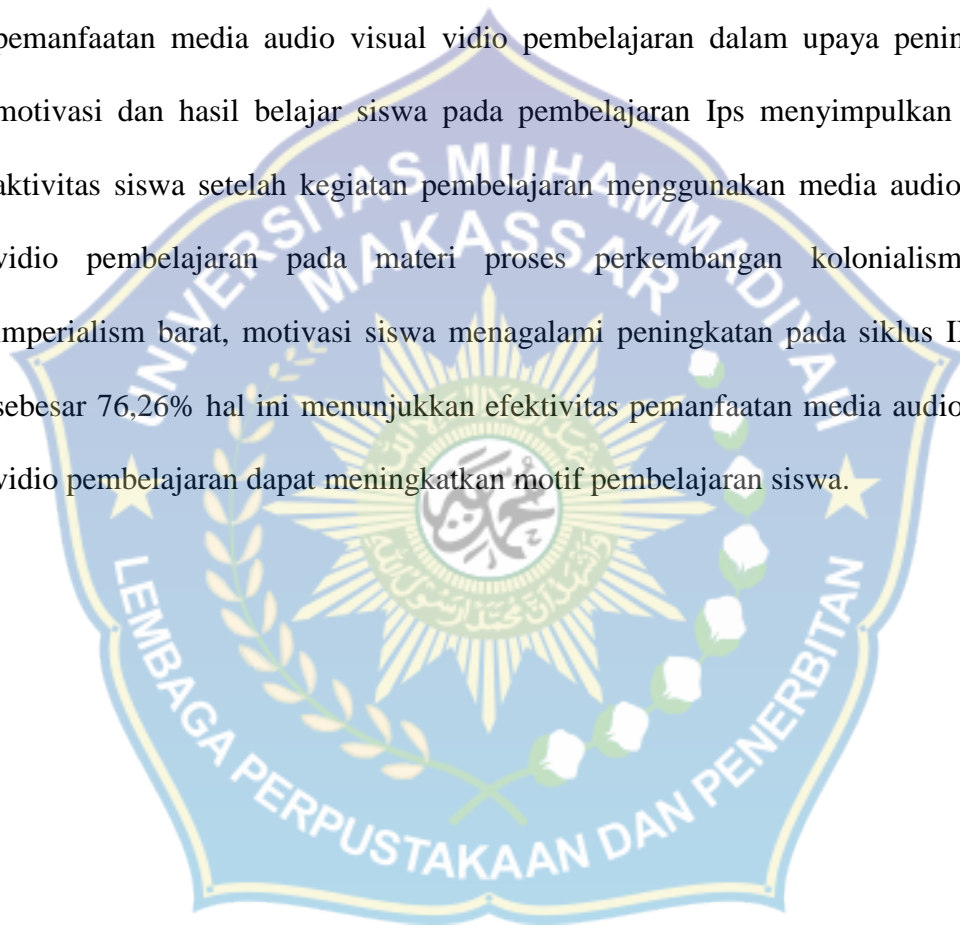 pemanfaatan media audio visual vidio pembelajaran dalam upaya penin
motivasi dan hasil belajar siswa pada pembelajaran Ips menyimpulkan
aktivitas siswa setelah kegiatan pembelajaran menggunakan media audio
vidio pembelajaran pada materi proses perkembangan kolonialism
imperialism barat, motivasi siswa menagalami peningkatan pada siklus II
sebesar 76,26% hal ini menunjukkan efektivitas pemanfaatan media audio
vidio pembelajaran dapat meningkatkan motif pembelajaran siswa.
UNIVERSITAS MUHAMMADIYAH
MAKASSAR
LEMBAGA PERPUSTAKAAN DAN PENERBITAN